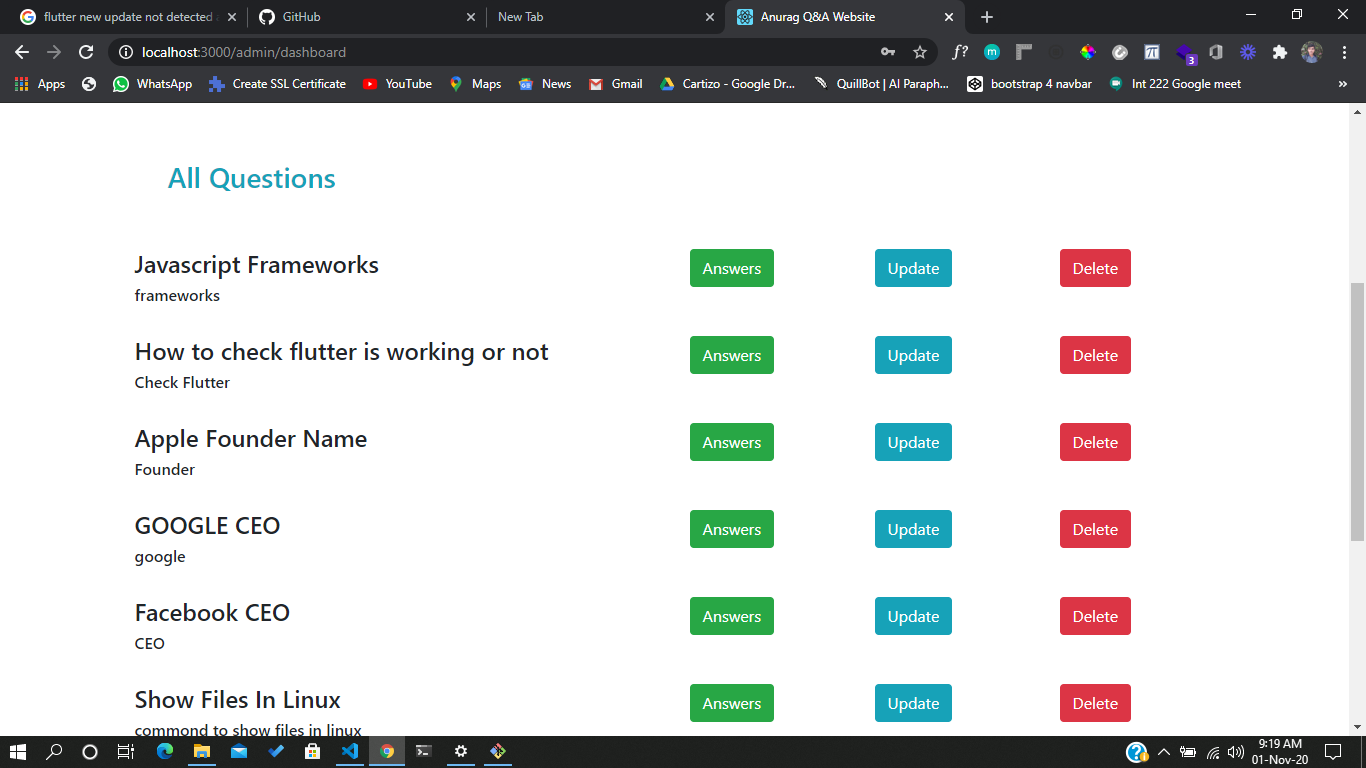 flutter new update not detected
GitHub
New Tab
Anurag Q&A Website
localhost:3000/admin/dashboard
f?
m
3
Apps
WhatsApp
Create SSL Certificate
YouTube
Maps
News
Gmail
Cartizo - Google Dr...
QuillBot | AI Paraph...
bootstrap 4 navbar
Int 222 Google meet
»
All Questions
Javascript Frameworks
frameworks
Answers
Update
Delete
How to check flutter is working or not
Check Flutter
Answers
Update
Delete
Apple Founder Name
Founder
Answers
Update
Delete
GOOGLE CEO
google
Answers
Update
Delete
Facebook CEO
CEO
Answers
Update
Delete
Show Files In Linux
commond to show files in linux
Answers
Update
Delete
9:19 AM
01-Nov-20